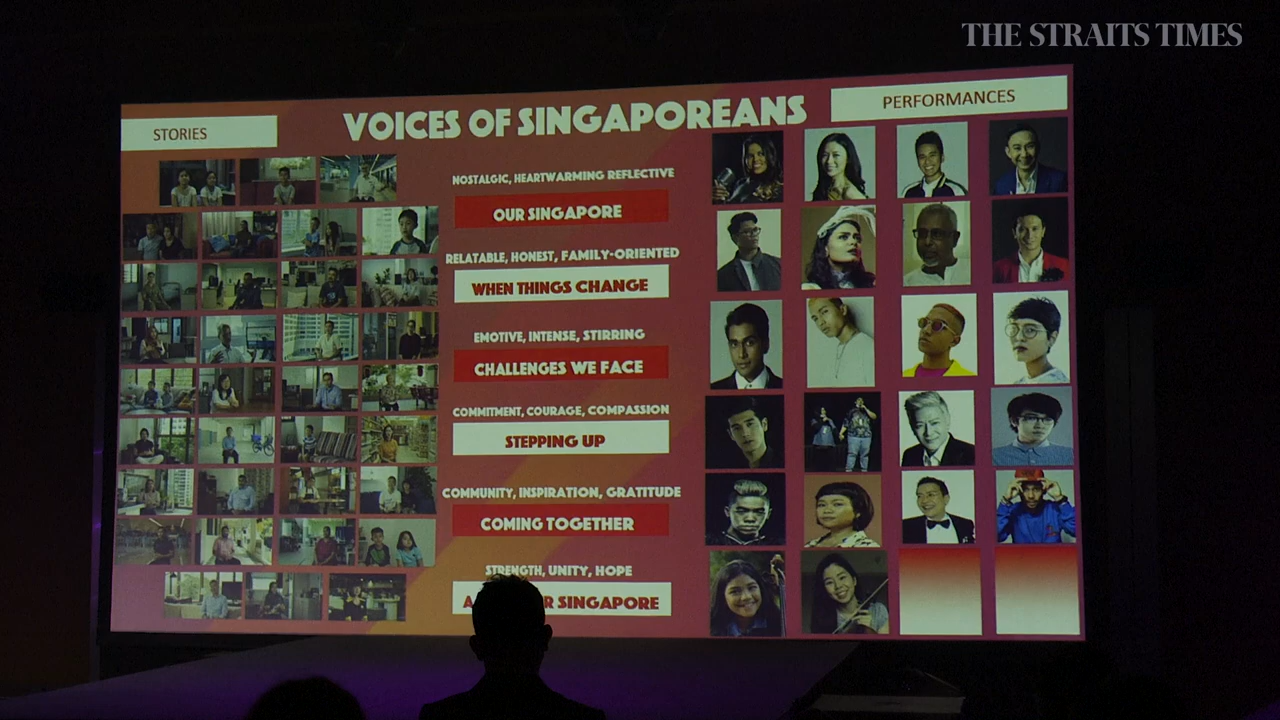 THE STRAITS TIMES
STORIES
VOICES OF SINGAPOREANS
PERFORMANCES
NOSTALGIC, HEARTWARMING REFLECTIVE
OUR SINGAPORE
RELATABLE, HONEST, FAMILY-ORIENTED
WHEN THINGS CHANGE
EMOTIVE, INTENSE, STIRRING
CHALLENGES WE FACE
COMMITMENT, COURAGE, COMPASSION
STEPPING UP
COMMUNITY, INSPIRATION, GRATITUDE
COMING TOGETHER
STRENGTH, UNITY, HOPE
SINGAPORE